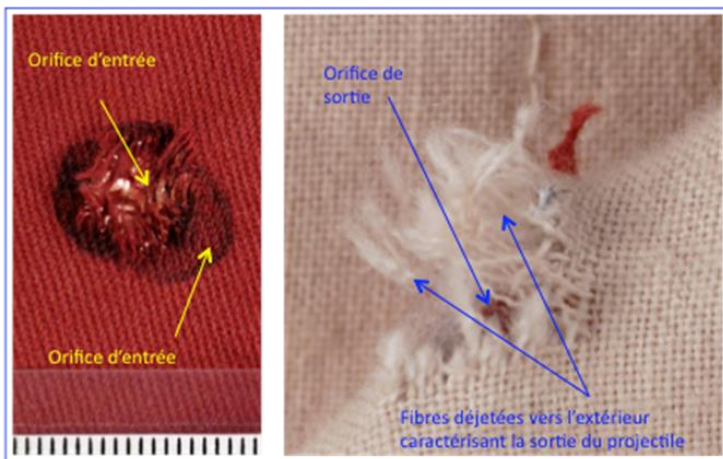 Orifice d'entrée
Orifice d'entrée
Orifice de
sortie
Fibres déjetées vers l'extérieur
caractérisant la sortie du projectile